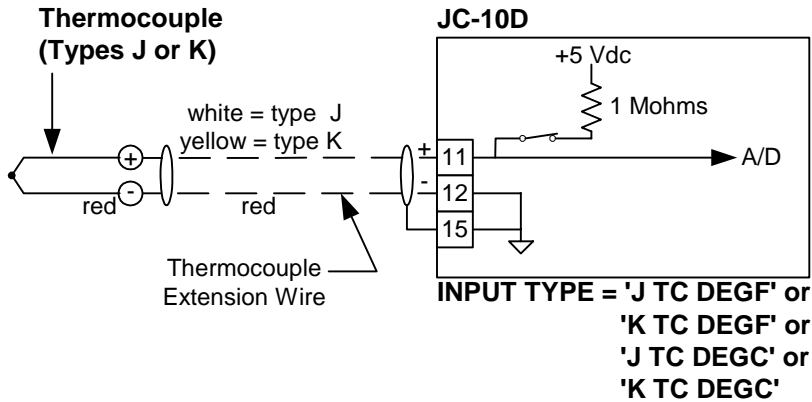 Thermocouple
(Types J or K)
JC-10D
+5 Vdc
1 Mohms
white = type J
yellow = type K
+
-
+
-
11
12
15
A/D
red
red
Thermocouple
Extension Wire
INPUT TYPE = 'J TC DEGF' or
'K TC DEGF' or
'J TC DEGC' or
'K TC DEGC'